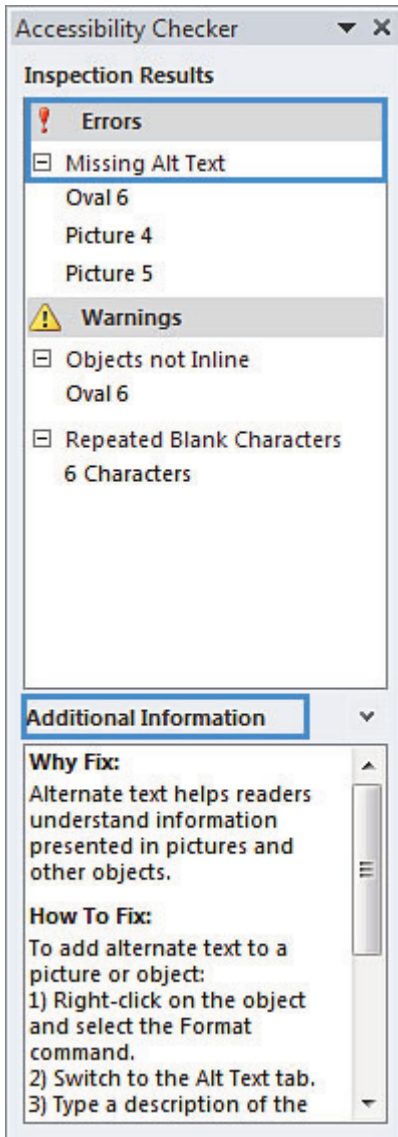 Accessibility Checker
Inspection Results
Errors
Missing Alt Text
Oval 6
Picture 4
Picture 5
Warnings
Objects not Inline
Oval 6
Repeated Blank Characters
6 Characters
Additional Information
Why Fix:
Alternate text helps readers
understand information
presented in pictures and
other objects.
How To Fix:
To add alternate text to a
picture or object:
1) Right-click on the object
and select the Format
command.
2) Switch to the Alt Text tab.
3) Type a description of the